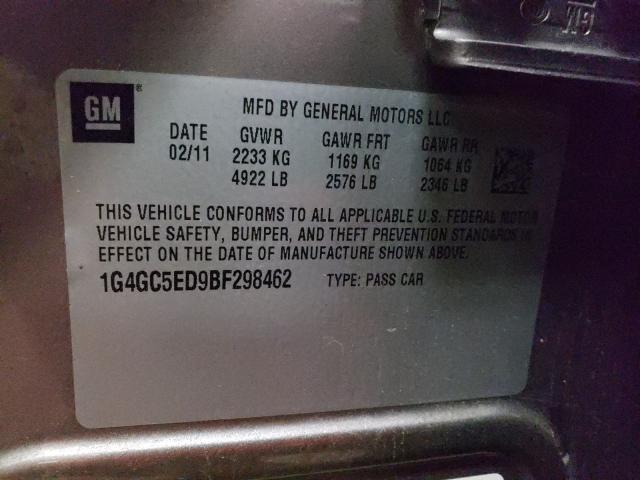 GM ®
MFD BY GENERAL MOTORS LLC
DATE GVWR GAWR FRT GAWR RR
02/11 2233 KG 1169 KG 1064 KG
4922 LB 2576 LB 2346 LB
THIS VEHICLE CONFORMS TO ALL APPLICABLE U.S. FEDERAL MOTOR
VEHICLE SAFETY, BUMPER, AND THEFT PREVENTION STANDARDS IN
EFFECT ON THE DATE OF MANUFACTURE SHOWN ABOVE.
1G4GC5ED9BF298462 TYPE: PASS CAR